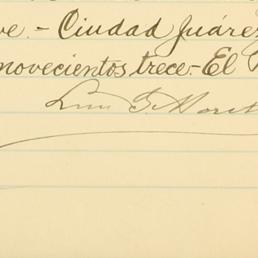 ve.- Ciudad Juárez
novecientos trece.- El